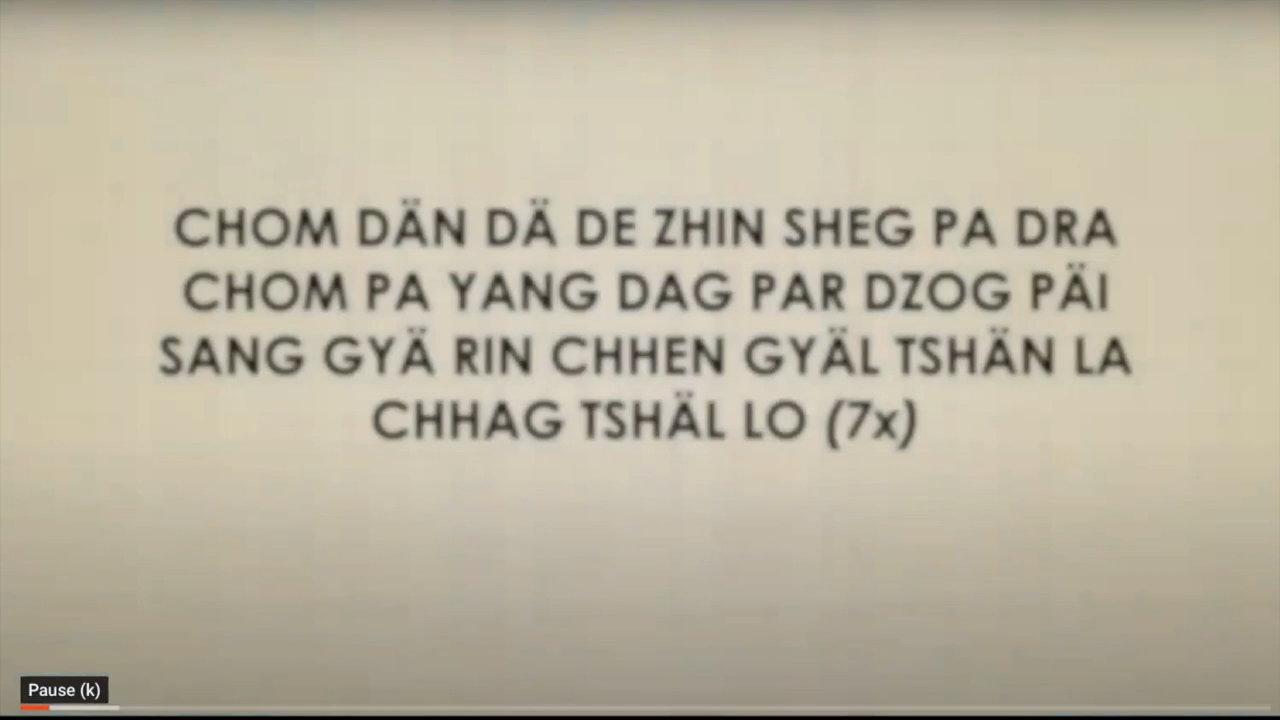 CHOM DÄN DÄ DE ZHIN SHEG PA DRA
CHOM PA YANG DAG PAR DZOG PÄI
SANG GYÄ RIN CHHEN GYÄL TSHÄN LA
CHHAG TSHÄL LO (7x)
Pause (k)